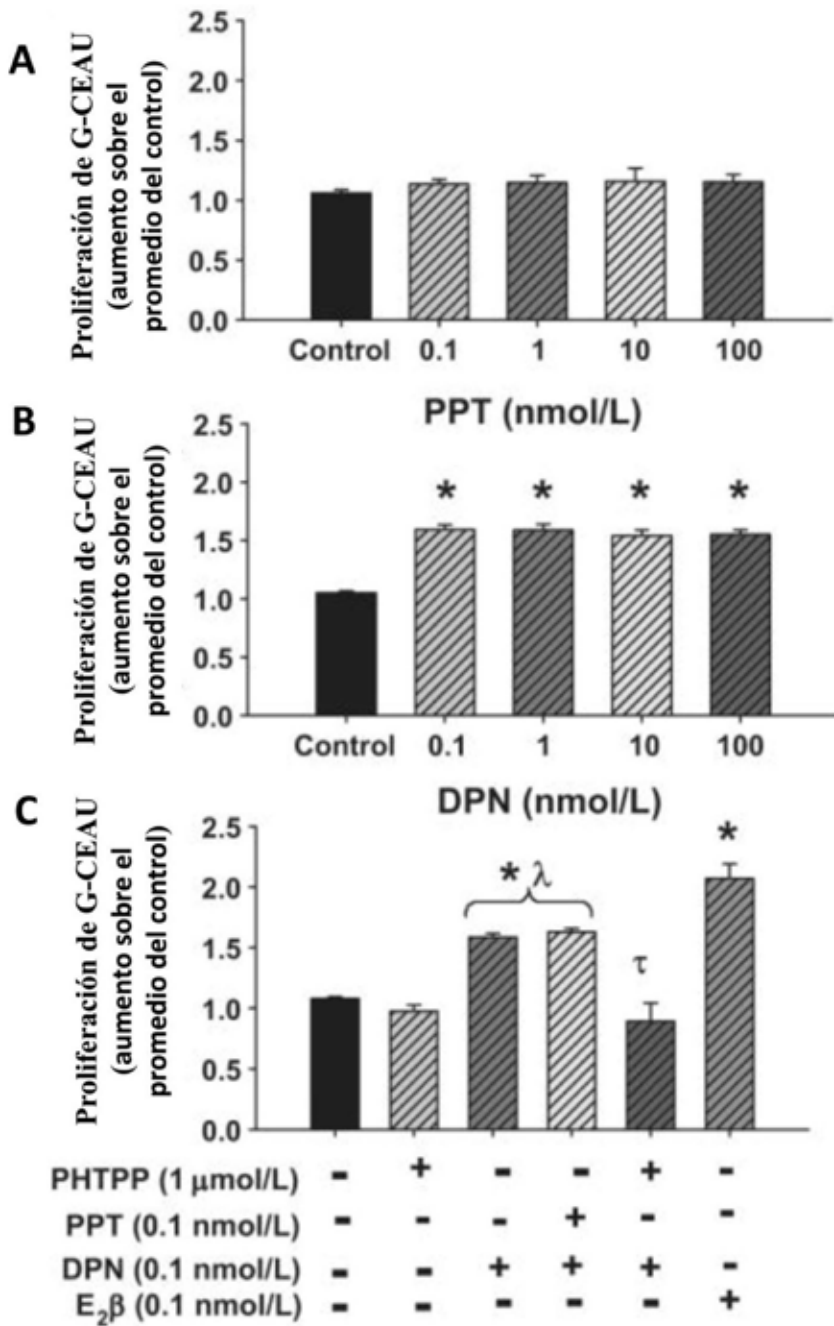 A
Proliferación de G-CEAU
(aumento sobre el
promedio del control)
2.5
2.0
1.5
1.0
0.5
0.0
Control 0.1 1 10 100
PPT (nmol/L)
B
Proliferación de G-CEAU
(aumento sobre el
promedio del control)
2.5
2.0
1.5
1.0
0.5
0.0
* * * *
Control 0.1 1 10 100
DPN (nmol/L)
C
Proliferación de G-CEAU
(aumento sobre el
promedio del control)
2.5
2.0
1.5
1.0
0.5
0.0
* λ
τ
*
PHTPP (1 μmol/L) - + - - + -
PPT (0.1 nmol/L) - - - + - -
DPN (0.1 nmol/L) - - + + + -
E₂β (0.1 nmol/L) - - - - - +